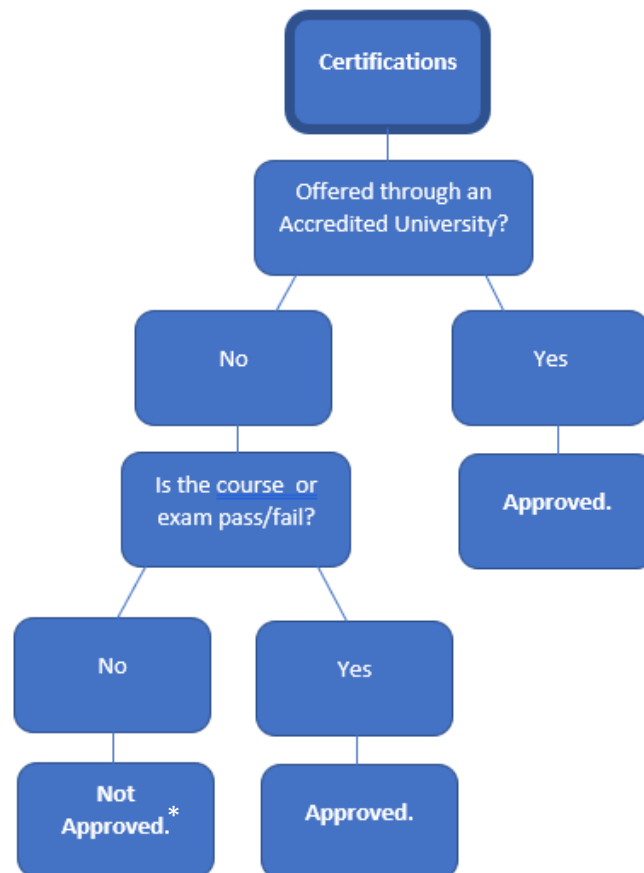 Certifications
Offered through an
Accredited University?
No
Yes
Is the course or
exam pass/fail?
Approved.
No
Yes
Not
Approved.*
Approved.